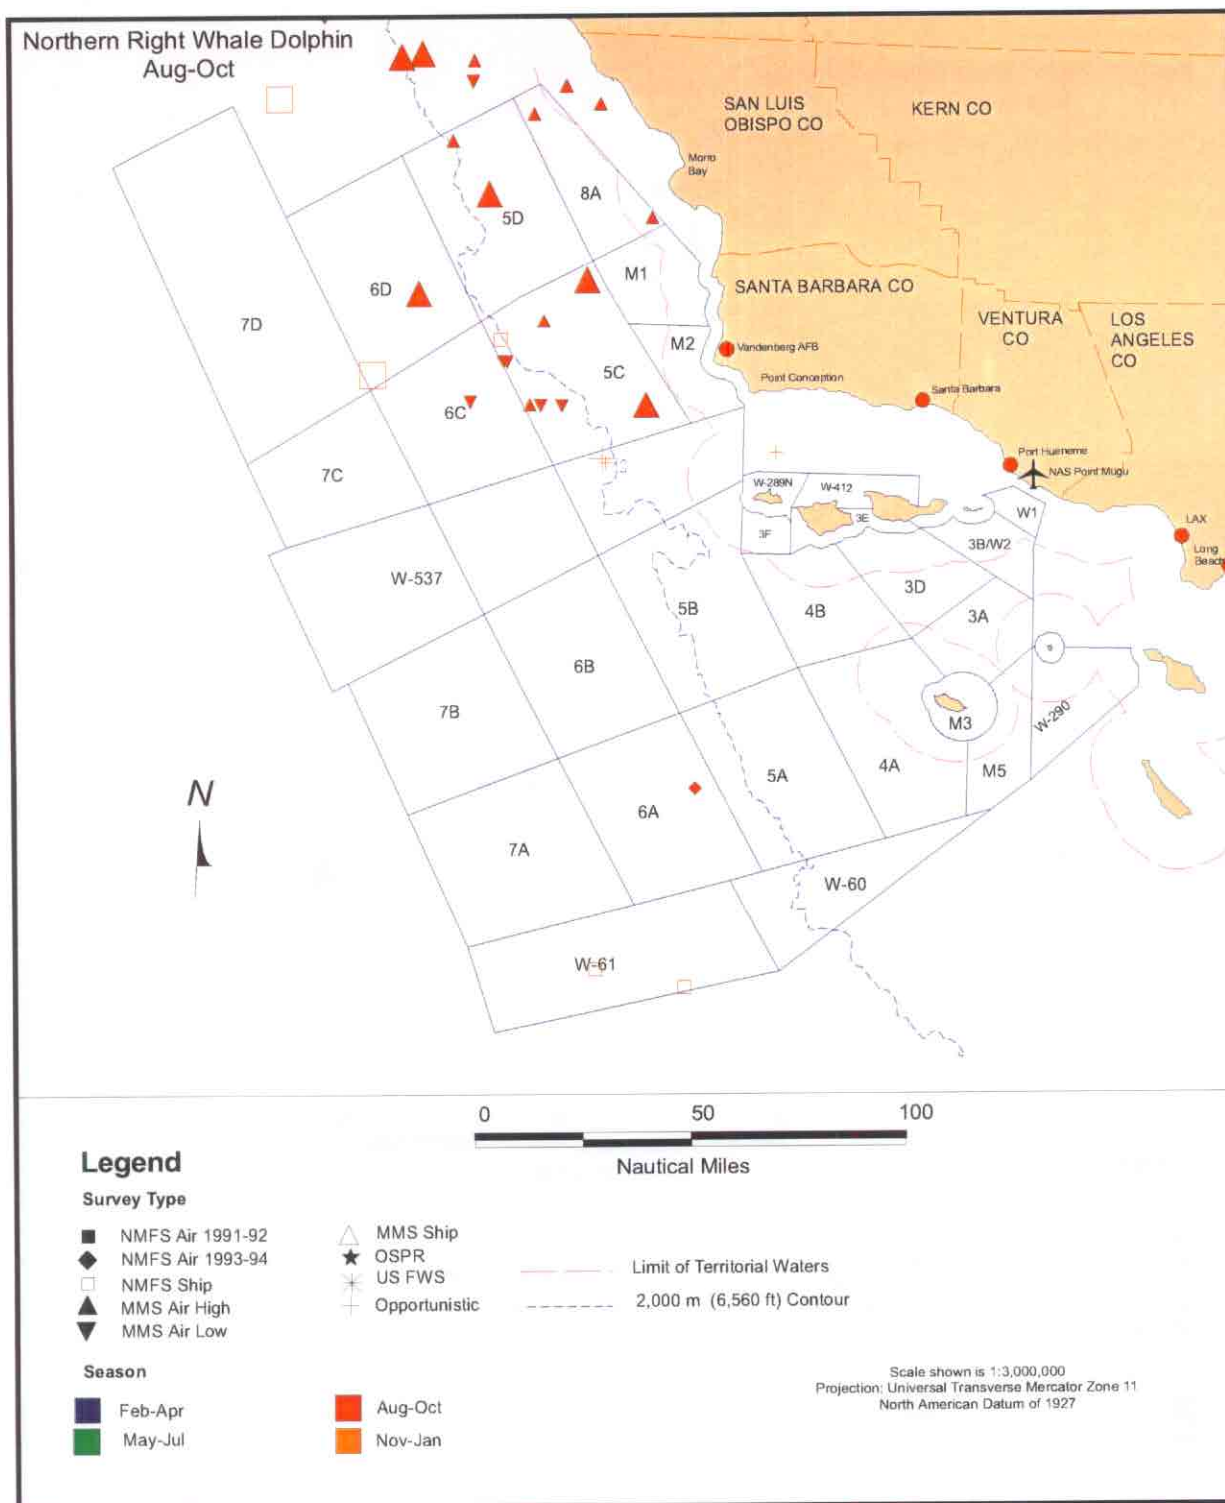 Northern Right Whale Dolphin
Aug-Oct
SAN LUIS
OBISPO CO
KERN CO
Morro
Bay
8A
5D
M1
6D
7D
SANTA BARBARA CO
VENTURA
CO
LOS
ANGELES
CO
M2
Vandenberg AFB
5C
Point Conception
Santa Barbara
6C
7C
Port Hueneme
NAS Point Mugu
W-289N
W-412
W1
3E
3F
LAX
3B/W2
Long
Beach
W-537
3D
5B
4B
3A
6B
7B
M3
W-290
5A
4A
M5
6A
7A
W-60
W-61
N
0 50 100
Nautical Miles
Legend
Survey Type
NMFS Air 1991-92
NMFS Air 1993-94
NMFS Ship
MMS Air High
MMS Air Low
MMS Ship
OSPR
US FWS
Opportunistic
Limit of Territorial Waters
2,000 m (6,560 ft) Contour
Season
Feb-Apr
May-Jul
Aug-Oct
Nov-Jan
Scale shown is 1:3,000,000
Projection: Universal Transverse Mercator Zone 11
North American Datum of 1927